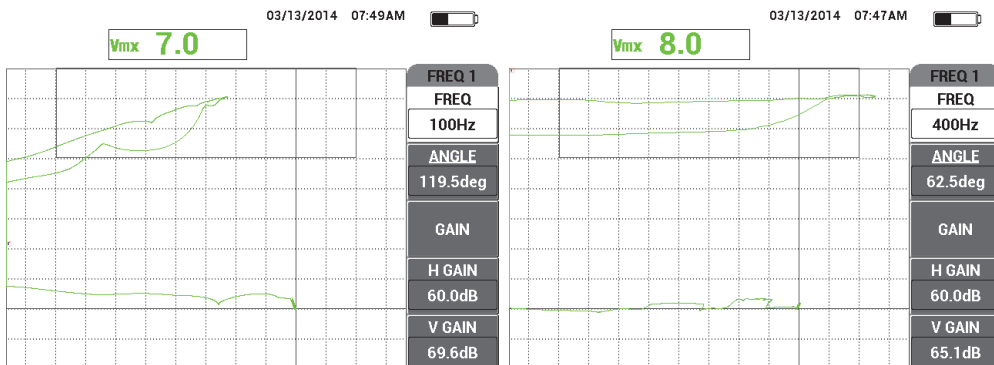 03/13/2014 07:49AM
Vmx 7.0
FREQ 1
FREQ
100Hz
ANGLE
119.5deg
GAIN
H GAIN
60.0dB
V GAIN
69.6dB
03/13/2014 07:47AM
Vmx 8.0
FREQ 1
FREQ
400Hz
ANGLE
62.5deg
GAIN
H GAIN
60.0dB
V GAIN
65.1dB